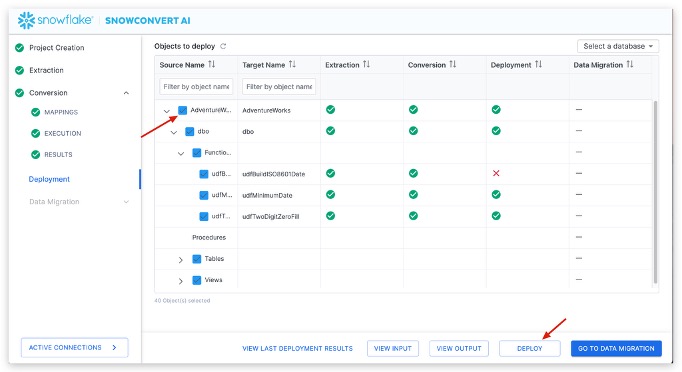 snowflake® | SNOWCONVERT AI
Project Creation
Extraction
Conversion
MAPPINGS
EXECUTION
RESULTS
Deployment
Data Migration
ACTIVE CONNECTIONS
Objects to deploy
Select a database
Source Name Target Name Extraction Conversion Deployment Data Migration
Filter by object name Filter by object name
AdventureW... AdventureWorks —
dbo dbo —
Functio... —
udfB... udfBuildISO8601Date —
udfM... udfMinimumDate —
udfT... udfTwoDigitZeroFill —
Procedures —
Tables —
Views —
40 Object(s) selected
VIEW LAST DEPLOYMENT RESULTS VIEW INPUT VIEW OUTPUT DEPLOY GO TO DATA MIGRATION